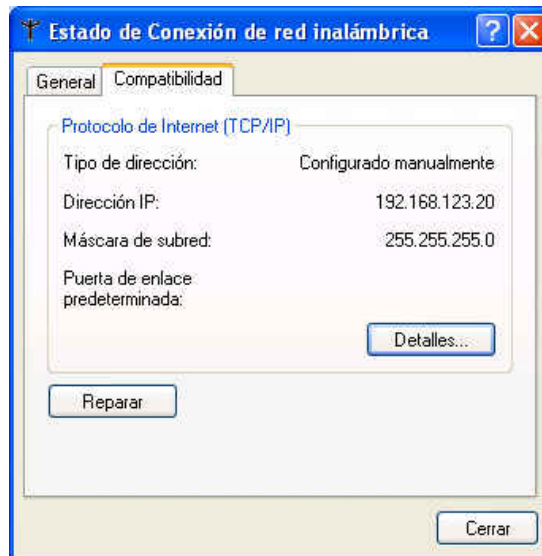 Estado de Conexión de red inalámbrica
General Compatibilidad
Protocolo de Internet (TCP/IP)
Tipo de dirección: Configurado manualmente
Dirección IP: 192.168.123.20
Máscara de subred: 255.255.255.0
Puerta de enlace
predeterminada:
Detalles...
Reparar
Cerrar